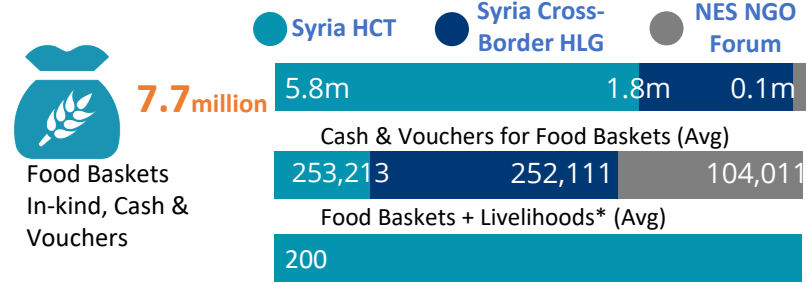 Syria HCT
Syria Cross-
Border HLG
NES NGO
Forum
7.7 million
5.8m 1.8m 0.1m
Cash & Vouchers for Food Baskets (Avg)
253,213 252,111 104,011
Food Baskets
In-kind, Cash &
Vouchers
Food Baskets + Livelihoods* (Avg)
200